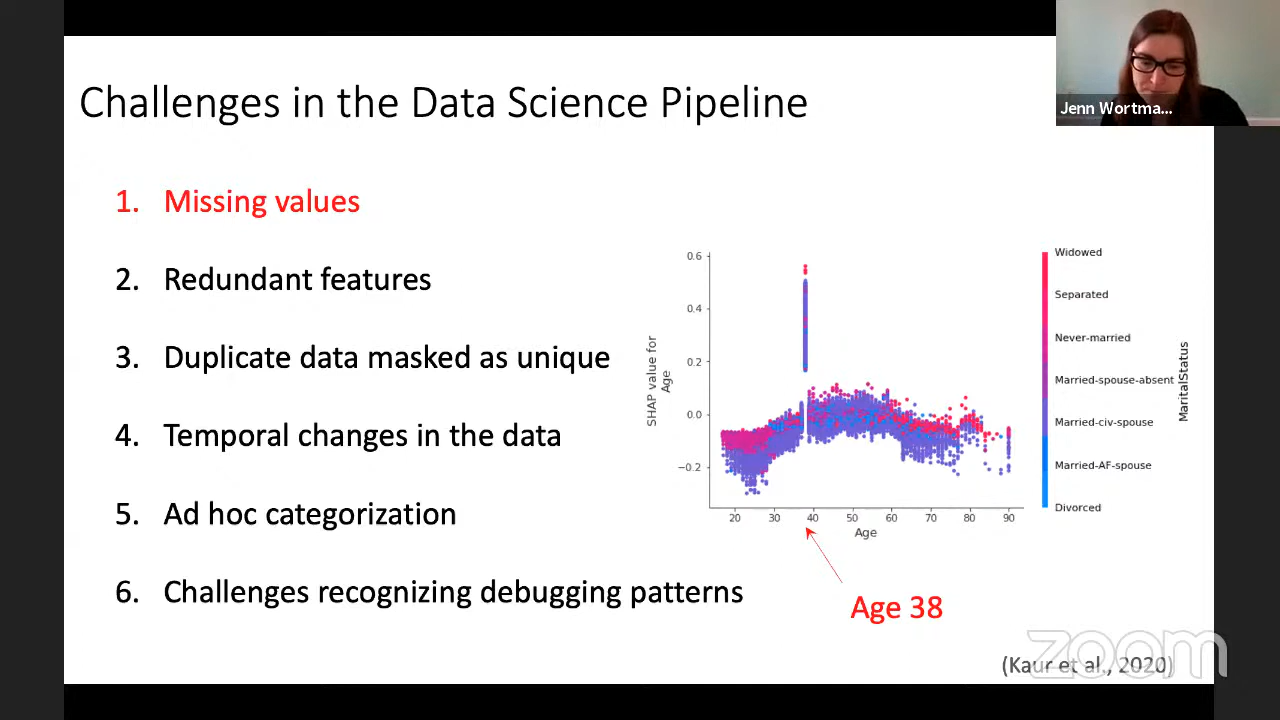 Jenn Wortma...
Challenges in the Data Science Pipeline
1. Missing values
2. Redundant features
3. Duplicate data masked as unique
4. Temporal changes in the data
5. Ad hoc categorization
6. Challenges recognizing debugging patterns
0.6
0.4
0.2
0.0
−0.2
SHAP value for
Age
20 30 40 50 60 70 80 90
Age
Widowed
Separated
Never-married
Married-spouse-absent
Married-civ-spouse
Married-AF-spouse
Divorced
MaritalStatus
Age 38
(Kaur et al., 2020)
zoom